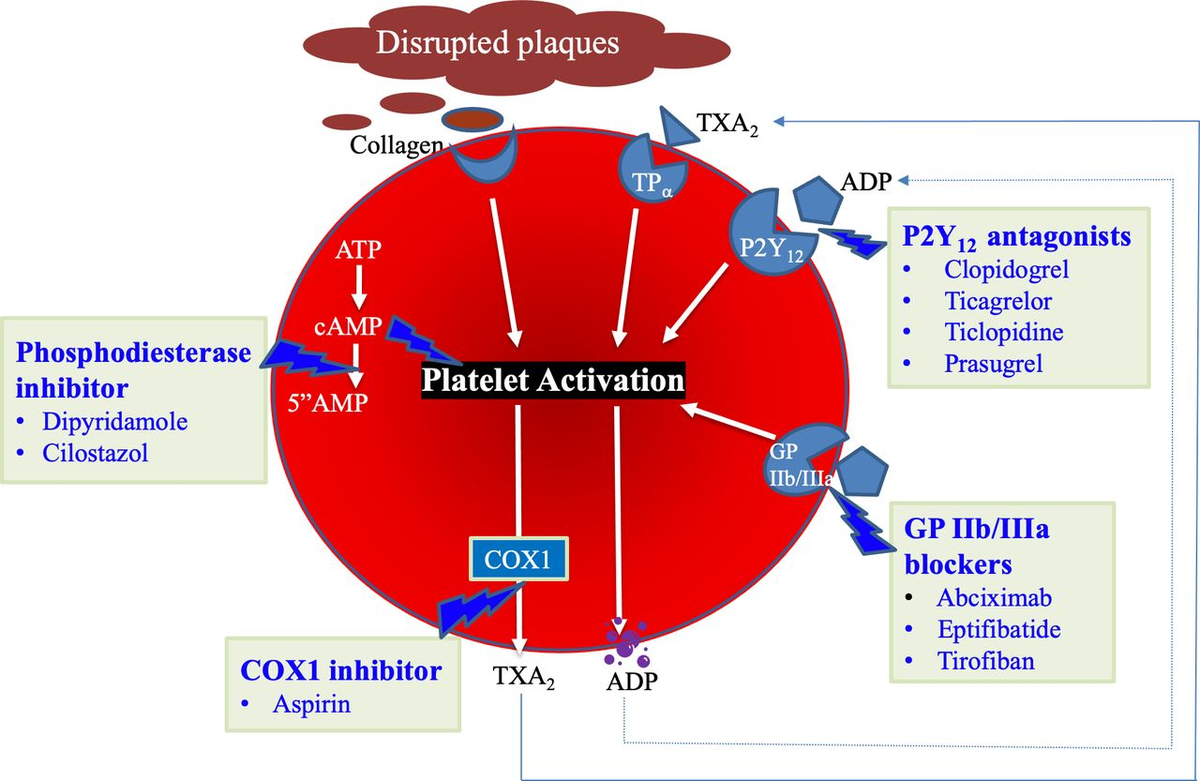 Disrupted plaques
TXA₂
Collagen
TPα
ADP
P2Y₁₂
P2Y₁₂ antagonists
• Clopidogrel
• Ticagrelor
• Ticlopidine
• Prasugrel
ATP
cAMP
5”AMP
Phosphodiesterase
inhibitor
• Dipyridamole
• Cilostazol
Platelet Activation
GP
IIb/IIIa
GP IIb/IIIa
blockers
• Abciximab
• Eptifibatide
• Tirofiban
COX1
COX1 inhibitor
• Aspirin
TXA₂
ADP